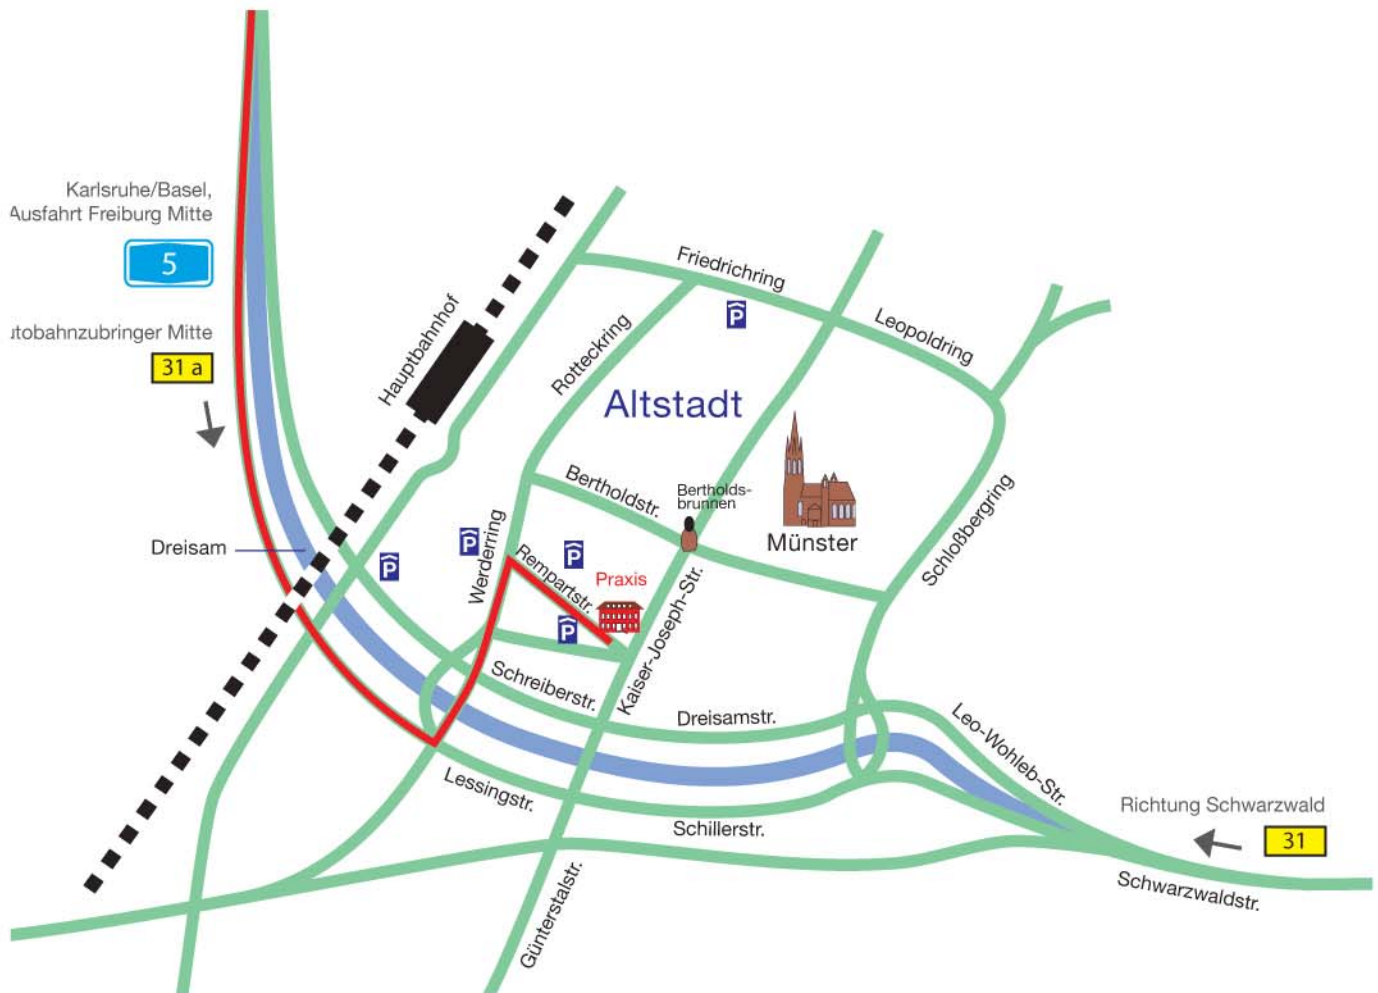 Karlsruhe/Basel,
Ausfahrt Freiburg Mitte
5
utobahnzubringer Mitte
31 a
Hauptbahnhof
Friedrichring
Leopoldring
Rotteckring
P
Altstadt
Bertholdstr.
Bertholds-
brunnen
Münster
Schloßbergring
Dreisam
P
P
P
Werderring
Rempartstr.
Praxis
P
Kaiser-Joseph-Str.
Schreiberstr.
Dreisamstr.
Leo-Wohleb-Str.
Lessingstr.
Schillerstr.
Richtung Schwarzwald
31
Schwarzwaldstr.
Günterstalstr.